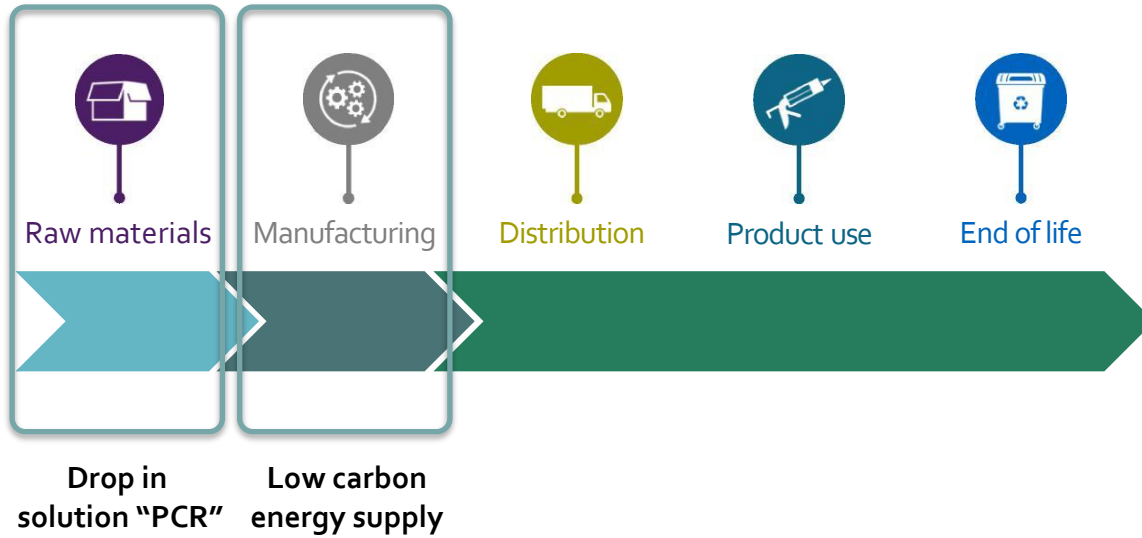 Raw materials
Manufacturing
Distribution
Product use
End of life
Drop in
solution “PCR”
Low carbon
energy supply